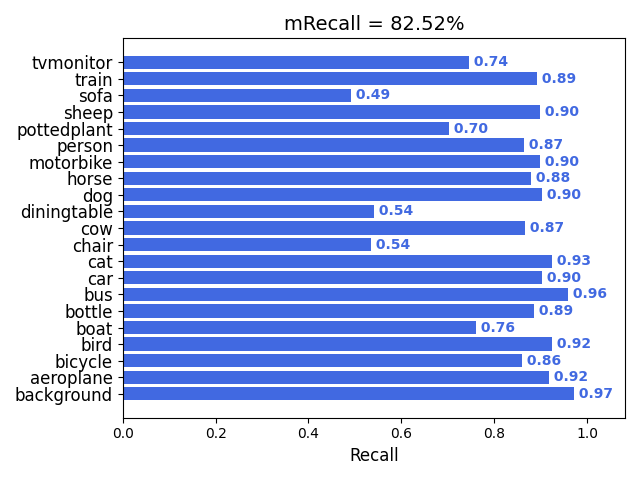 mRecall = 82.52%
tvmonitor 0.74
train 0.89
sofa 0.49
sheep 0.90
pottedplant 0.70
person 0.87
motorbike 0.90
horse 0.88
dog 0.90
diningtable 0.54
cow 0.87
chair 0.54
cat 0.93
car 0.90
bus 0.96
bottle 0.89
boat 0.76
bird 0.92
bicycle 0.86
aeroplane 0.92
background 0.97
0.0 0.2 0.4 0.6 0.8 1.0
Recall